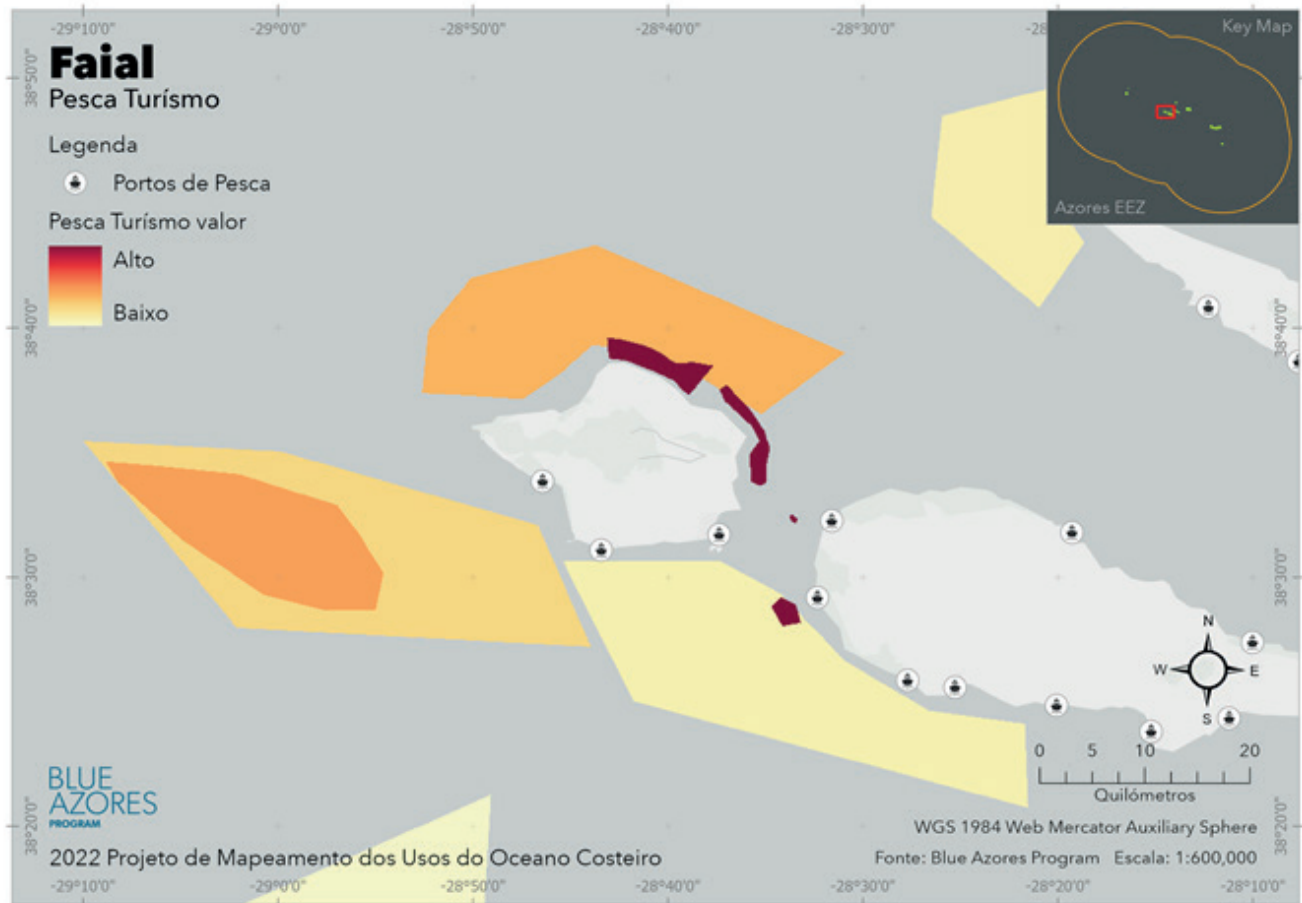 -29°10'0" -29°0'0" -28°50'0" -28°40'0" -28°30'0"
Key Map
Azores EEZ
Faial
Pesca Turísmo
Legenda
Portos de Pesca
Pesca Turísmo valor
Alto
Baixo
38°50'0"
38°40'0" 38°40'0"
38°30'0" 38°30'0"
38°20'0" 38°20'0"
N
W E
S
0 5 10 20
Quilómetros
BLUE
AZORES
PROGRAM
WGS 1984 Web Mercator Auxiliary Sphere
2022 Projeto de Mapeamento dos Usos do Oceano Costeiro
Fonte: Blue Azores Program Escala: 1:600,000
-29°10'0" -29°0'0" -28°50'0" -28°40'0" -28°30'0" -28°20'0" -28°10'0"